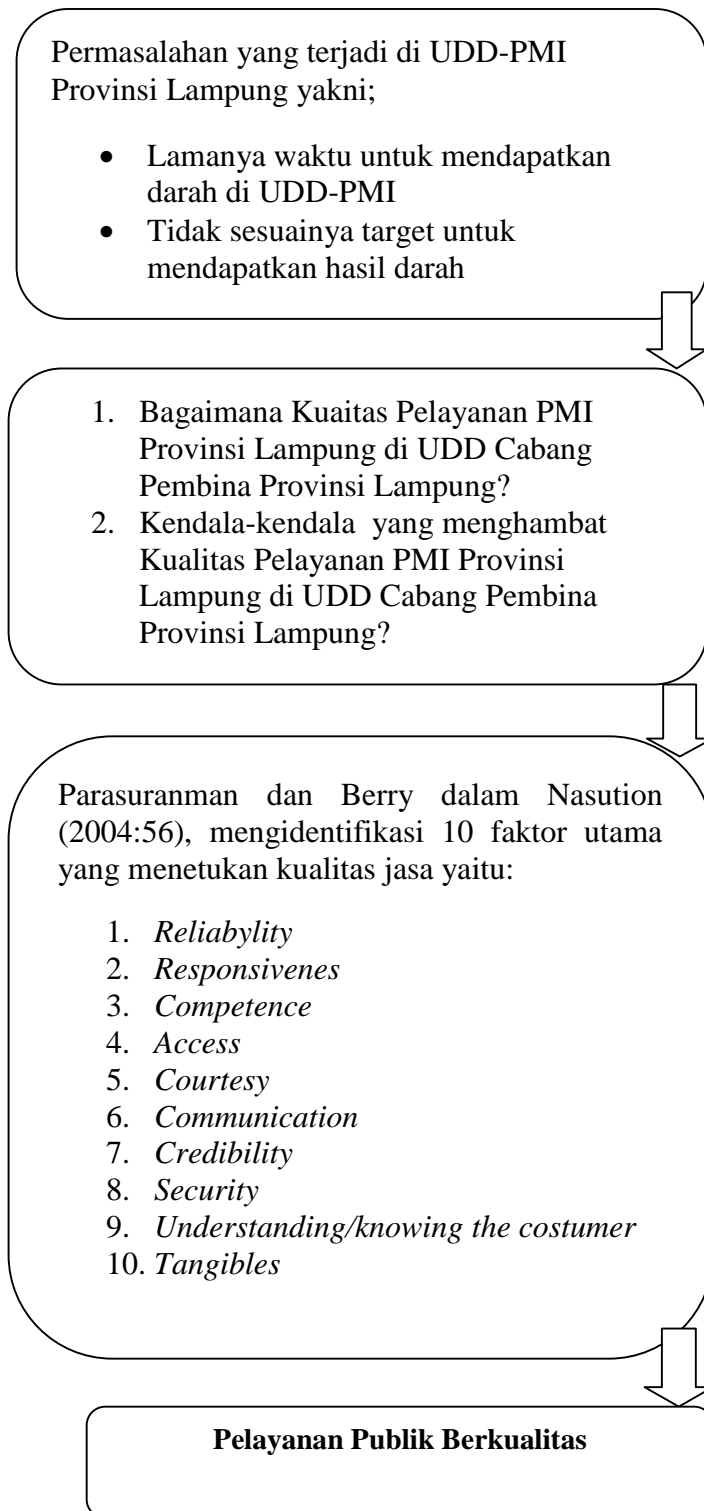 Permasalahan yang terjadi di UDD-PMI
Provinsi Lampung yakni;
• Lamanya waktu untuk mendapatkan
darah di UDD-PMI
• Tidak sesuainya target untuk
mendapatkan hasil darah
1. Bagaimana Kuaitas Pelayanan PMI
Provinsi Lampung di UDD Cabang
Pembina Provinsi Lampung?
2. Kendala-kendala yang menghambat
Kualitas Pelayanan PMI Provinsi
Lampung di UDD Cabang Pembina
Provinsi Lampung?
Parasuranman dan Berry dalam Nasution
(2004:56), mengidentifikasi 10 faktor utama
yang menetukan kualitas jasa yaitu:
1. Reliabylity
2. Responsivenes
3. Competence
4. Access
5. Courtesy
6. Communication
7. Credibility
8. Security
9. Understanding/knowing the costumer
10. Tangibles
Pelayanan Publik Berkualitas